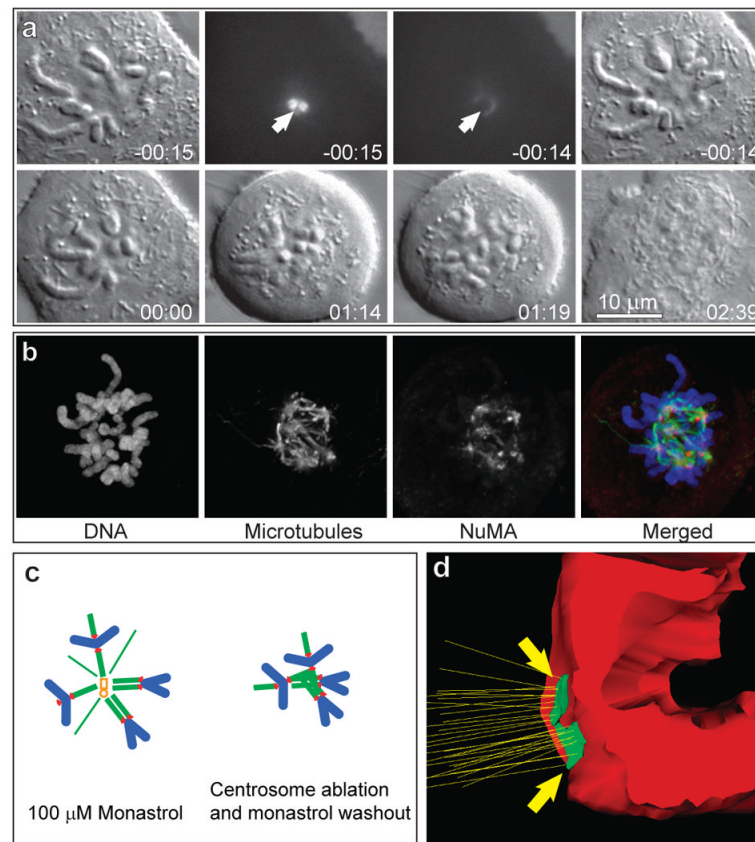 a
-00:15
-00:15
-00:14
-00:14
00:00
01:14
01:19
10 μm
02:39
b
DNA
Microtubules
NuMA
Merged
c
100 μM Monastrol
Centrosome ablation
and monastrol washout
d